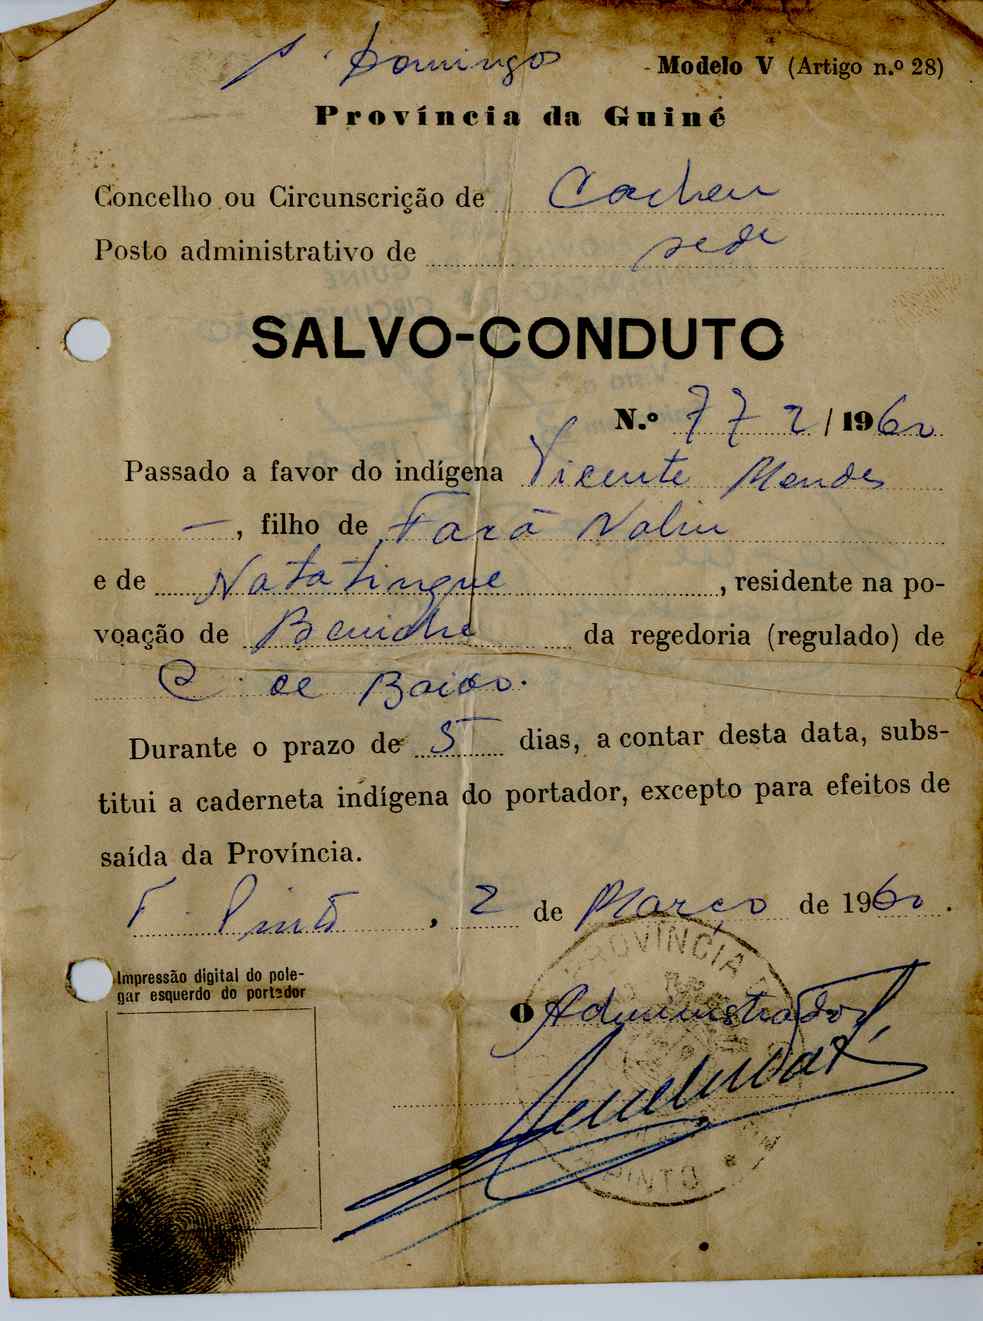 S. Domingos
Modelo V (Artigo n.º 28)
Província da Guiné
Concelho ou Circunscrição de Cacheu
Posto administrativo de sede
SALVO-CONDUTO
N.º 772/1960
Passado a favor do indígena Vicente Mendes
—, filho de Fará Nalin
e de Natatingue, residente na po-
voação de da regedoria (regulado) de
C. de Baixo.
Durante o prazo de 5 dias, a contar desta data, subs-
titui a caderneta indígena do portador, excepto para efeitos de
saída da Província.
T. Pinto, 2 de Março de 1960.
Impressão digital do pole-
gar esquerdo do portador
O Administrador,
PROVÍNCIA
PINTO